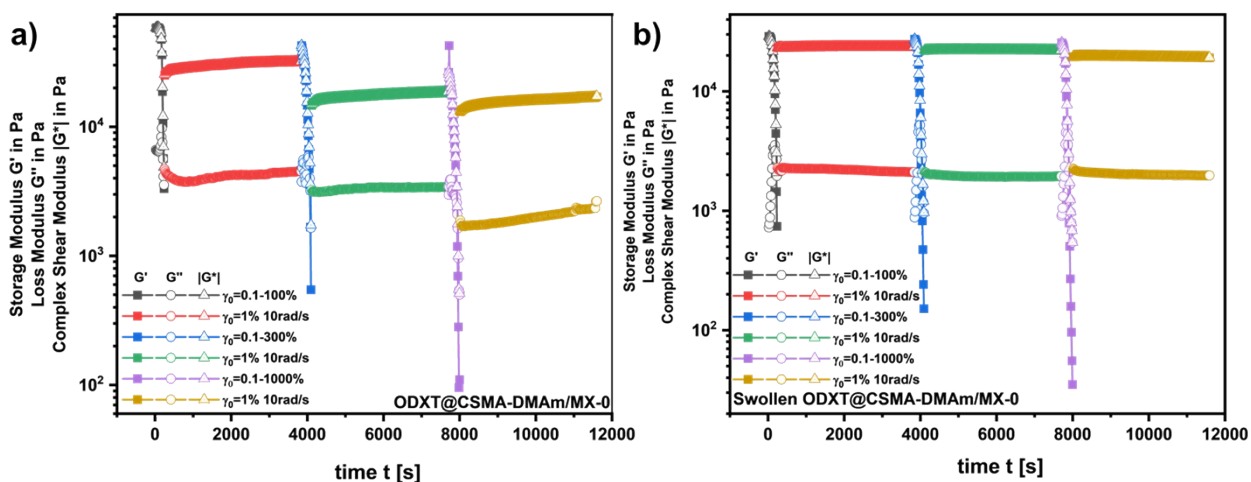 a)
Storage Modulus G' in Pa
Loss Modulus G'' in Pa
Complex Shear Modulus |G*| in Pa
10⁴
10³
10²
G' G'' |G*|
γ₀=0.1-100%
γ₀=1% 10rad/s
γ₀=0.1-300%
γ₀=1% 10rad/s
γ₀=0.1-1000%
γ₀=1% 10rad/s
ODXT@CSMA-DMAm/MX-0
0 2000 4000 6000 8000 10000 12000
time t [s]
b)
Storage Modulus G' in Pa
Loss Modulus G'' in Pa
Complex Shear Modulus |G*| in Pa
10⁴
10³
10²
G' G'' |G*|
γ₀=0.1-100%
γ₀=1% 10rad/s
γ₀=0.1-300%
γ₀=1% 10rad/s
γ₀=0.1-1000%
γ₀=1% 10rad/s
Swollen ODXT@CSMA-DMAm/MX-0
0 2000 4000 6000 8000 10000 12000
time t [s]